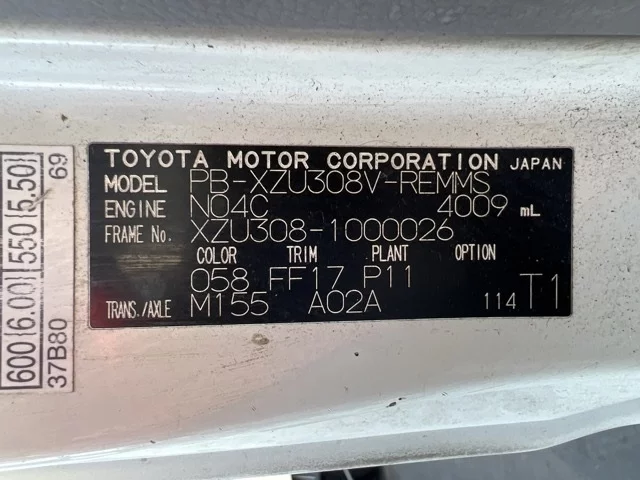 TOYOTA MOTOR CORPORATION JAPAN
MODEL PB-XZU308V-REMMS
ENGINE N04C 4009 mL
FRAME No. XZU308-1000026
COLOR TRIM PLANT OPTION
058 FF17 P11
TRANS./AXLE M155 A02A 114 T1
600(6.00) 550(5.50)
37B80 69